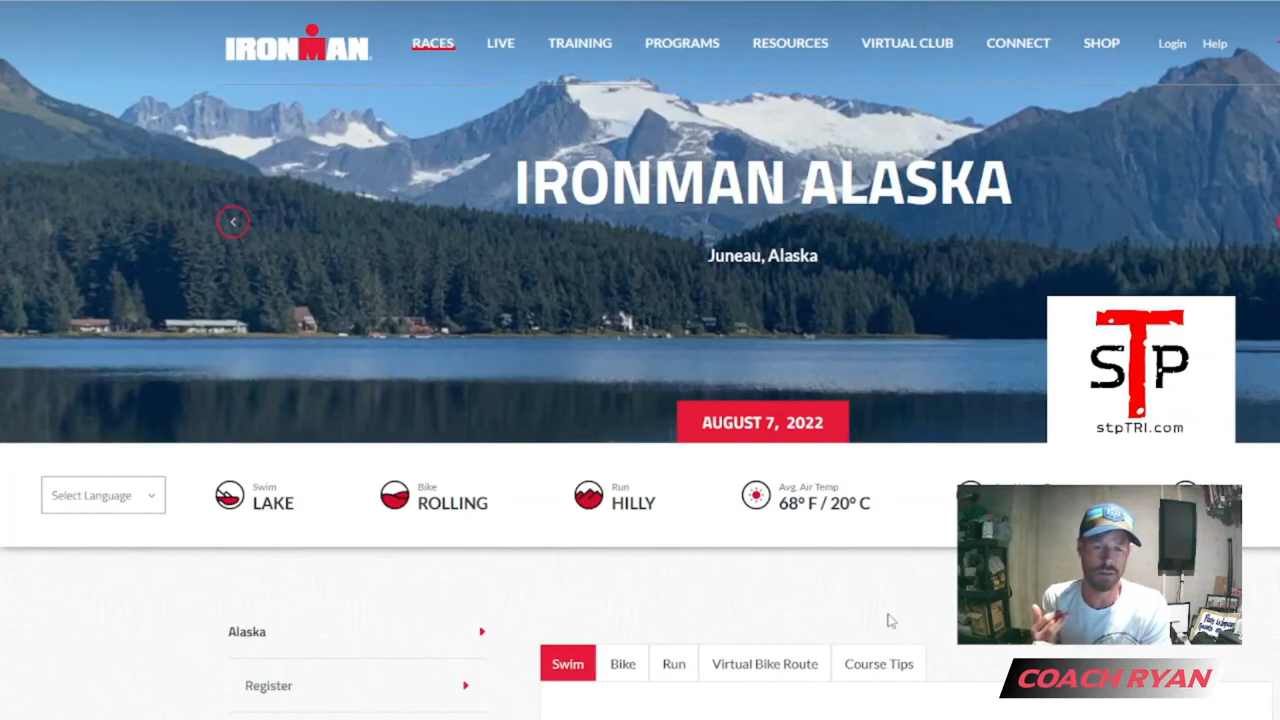 IRONMAN
RACES
LIVE
TRAINING
PROGRAMS
RESOURCES
VIRTUAL CLUB
CONNECT
SHOP
Login
Help
IRONMAN ALASKA
Juneau, Alaska
STP
stpTRI.com
AUGUST 7, 2022
Select Language
Swim
LAKE
Bike
ROLLING
Run
HILLY
Avg. Air Temp
68º F / 20º C
Alaska
Register
Swim
Bike
Run
Virtual Bike Route
Course Tips
COACH RYAN